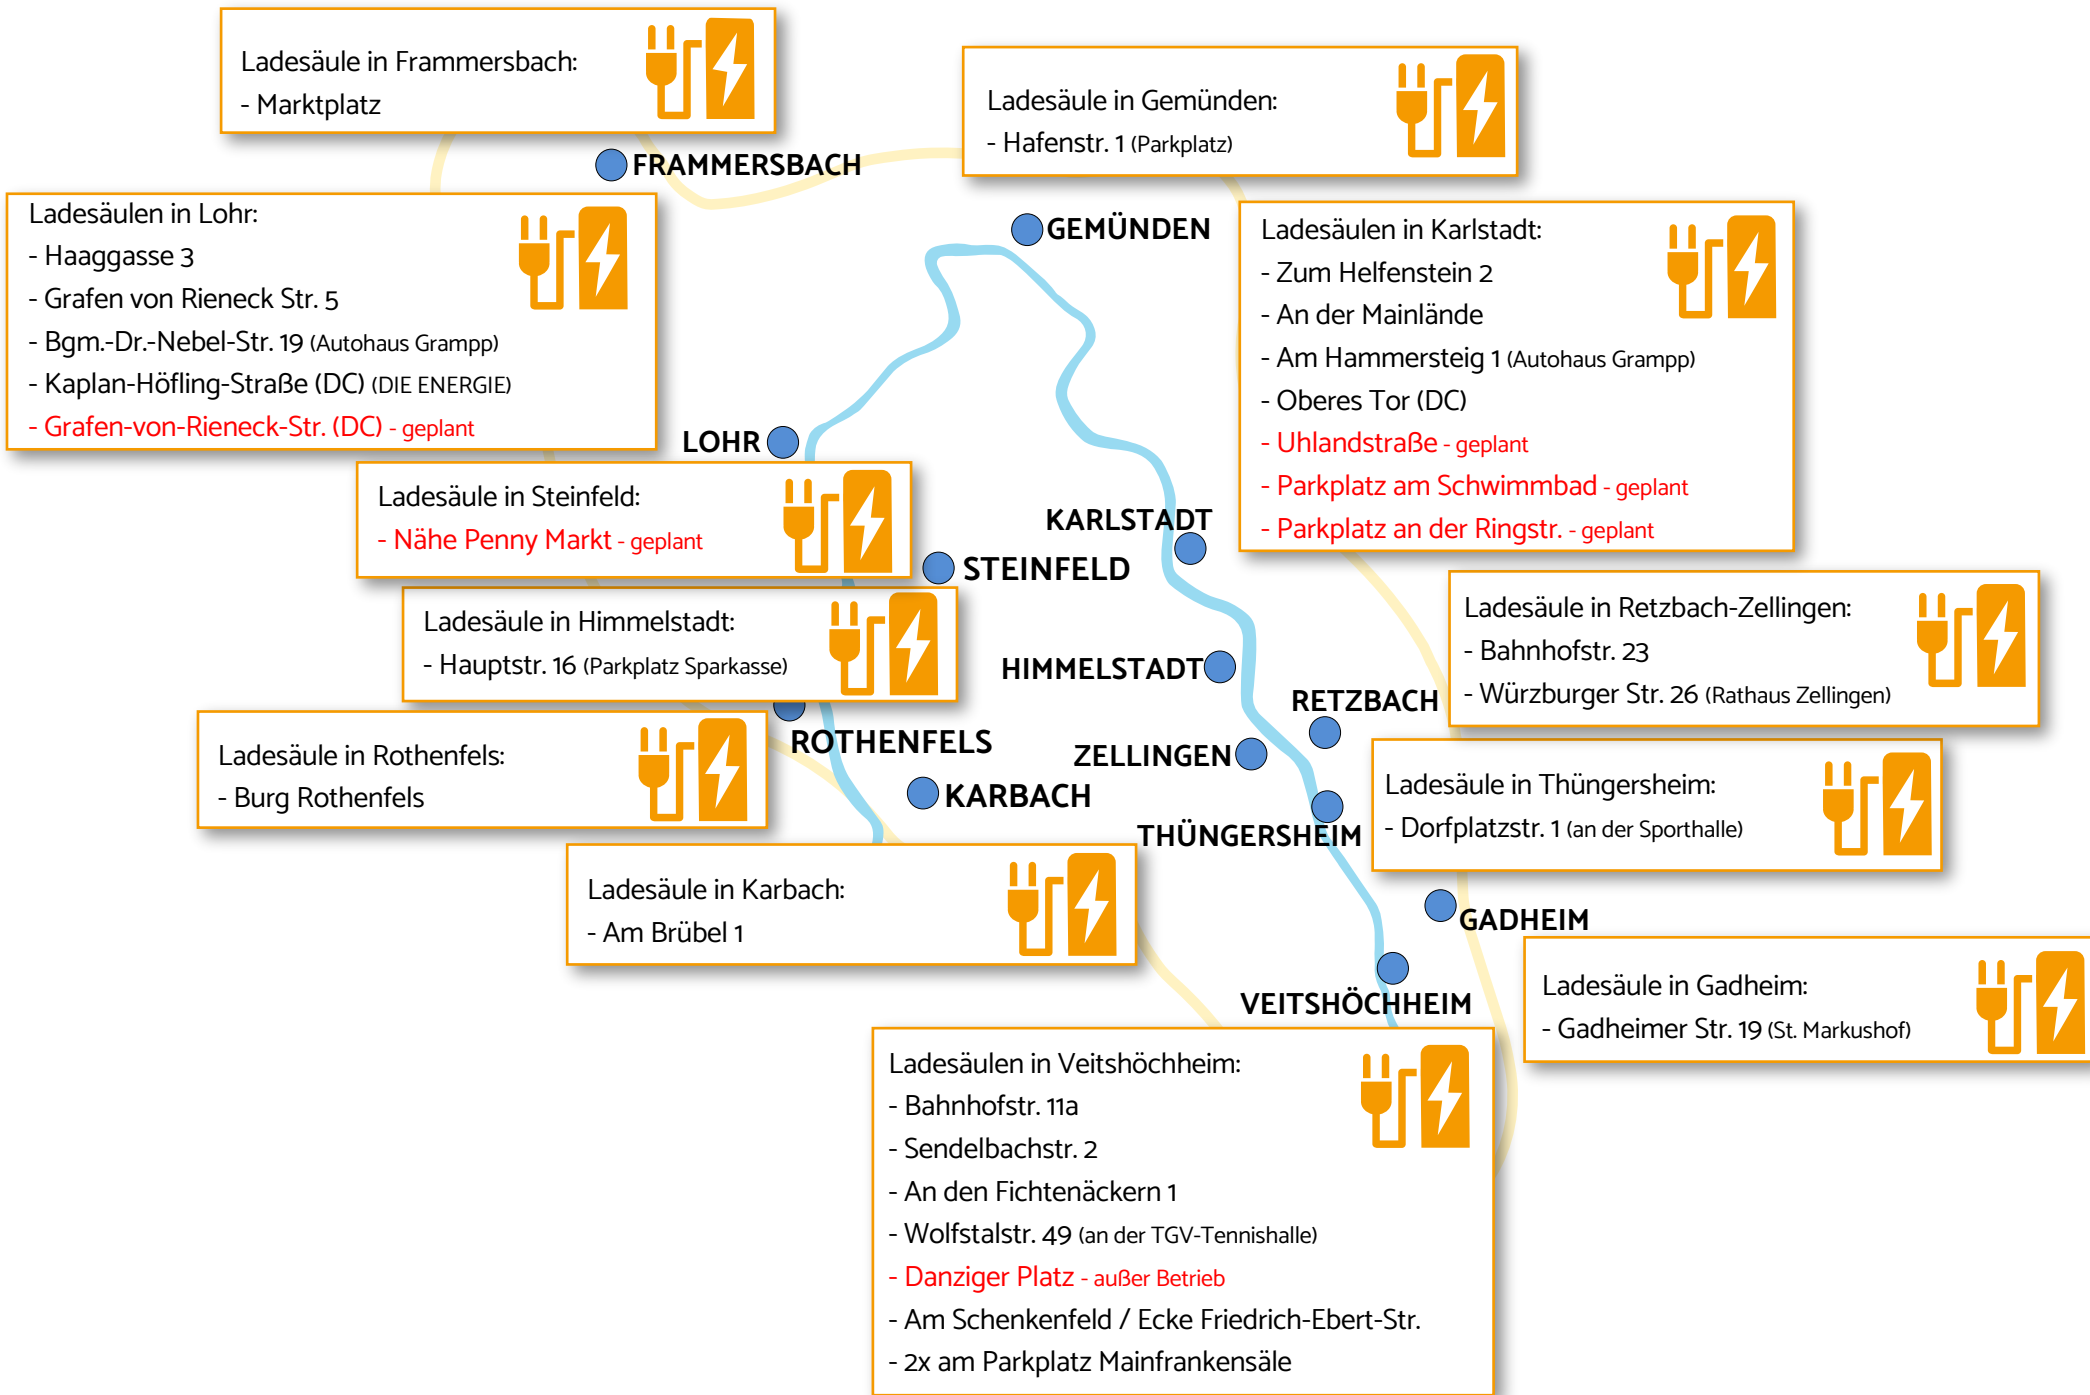 Ladesäule in Frammersbach:
- Marktplatz
Ladesäule in Gemünden:
- Hafenstr. 1 (Parkplatz)
FRAMMERSBACH
Ladesäulen in Lohr:
- Haaggasse 3
- Grafen von Rieneck Str. 5
- Bgm.-Dr.-Nebel-Str. 19 (Autohaus Grampp)
- Kaplan-Höfling-Straße (DC) (DIE ENERGIE)
- Grafen-von-Rieneck-Str. (DC) - geplant
GEMÜNDEN
Ladesäulen in Karlstadt:
- Zum Helfenstein 2
- An der Mainlände
- Am Hammersteig 1 (Autohaus Grampp)
- Oberes Tor (DC)
- Uhlandstraße - geplant
- Parkplatz am Schwimmbad - geplant
- Parkplatz an der Ringstr. - geplant
LOHR
Ladesäule in Steinfeld:
- Nähe Penny Markt - geplant
KARLSTADT
STEINFELD
Ladesäule in Himmelstadt:
- Hauptstr. 16 (Parkplatz Sparkasse)
HIMMELSTADT
Ladesäule in Retzbach-Zellingen:
- Bahnhofstr. 23
- Würzburger Str. 26 (Rathaus Zellingen)
RETZBACH
Ladesäule in Rothenfels:
- Burg Rothenfels
ROTHENFELS
ZELLINGEN
KARBACH
Ladesäule in Thüngersheim:
- Dorfplatzstr. 1 (an der Sporthalle)
THÜNGERSHEIM
Ladesäule in Karbach:
- Am Brübel 1
GADHEIM
Ladesäule in Gadheim:
- Gadheimer Str. 19 (St. Markushof)
VEITSHÖCHHEIM
Ladesäulen in Veitshöchheim:
- Bahnhofstr. 11a
- Sendelbachstr. 2
- An den Fichtenäckern 1
- Wolfstalstr. 49 (an der TGV-Tennishalle)
- Danziger Platz - außer Betrieb
- Am Schenkenfeld / Ecke Friedrich-Ebert-Str.
- 2x am Parkplatz Mainfrankensäle